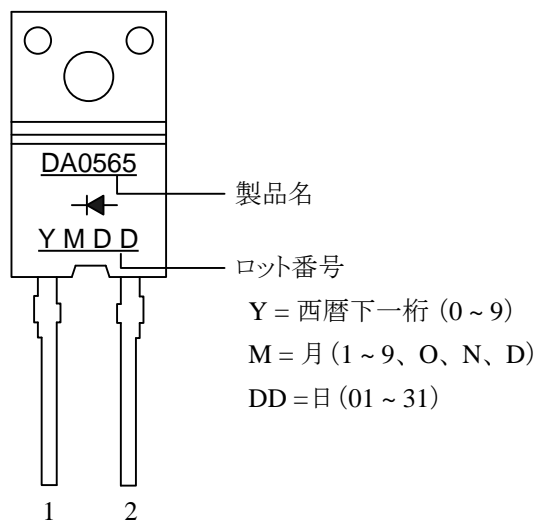 DA0565
製品名
Y M D D
ロット番号
Y = 西暦下一桁 (0 ~ 9)
M = 月 (1 ~ 9、O、N、D)
DD =日 (01 ~ 31)
1 2